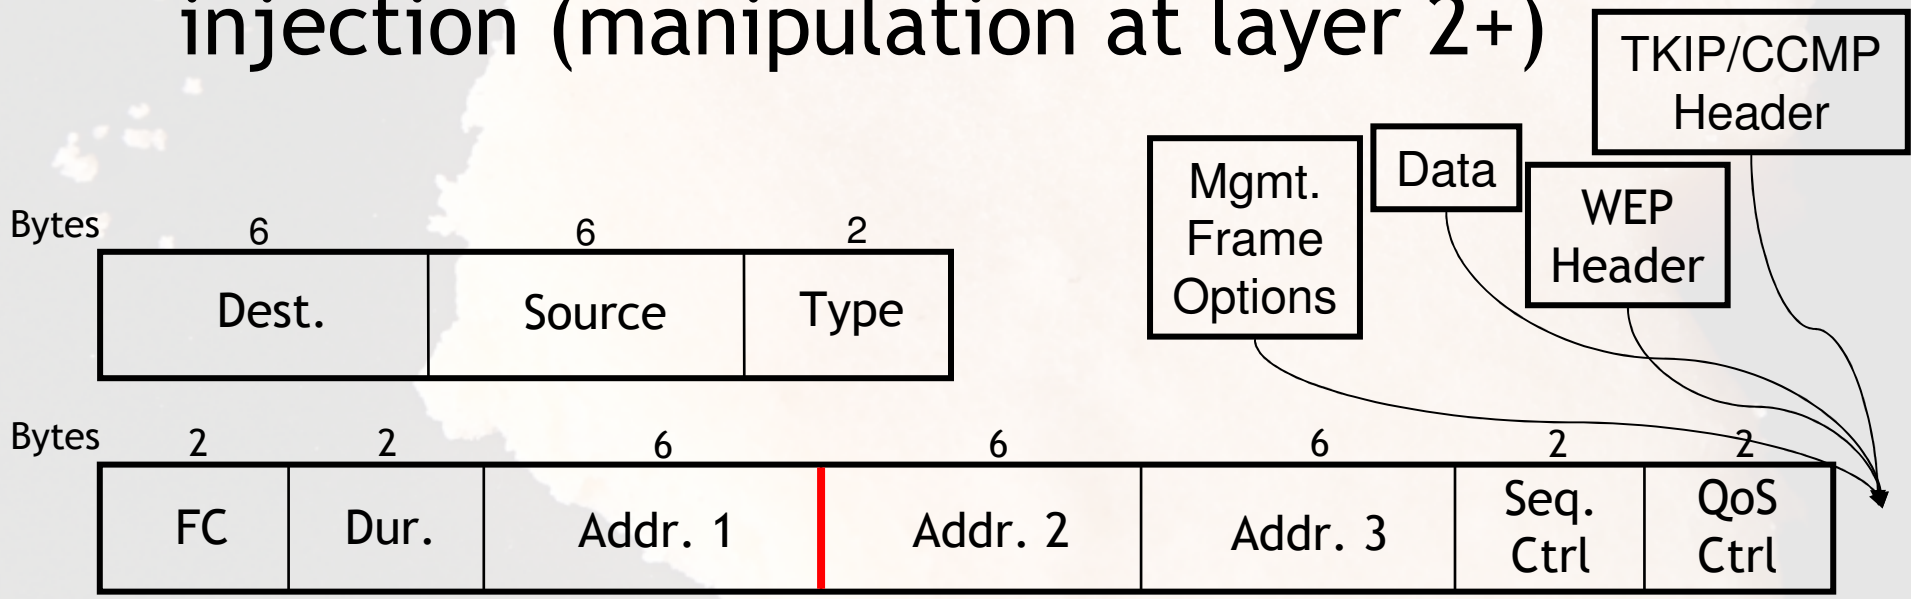 injection (manipulation at layer 2+)
TKIP/CCMP
Header
Mgmt.
Frame
Options
Data
WEP
Header
Bytes
6
6
2
Dest.
Source
Type
Bytes
2
2
6
6
6
2
2
FC
Dur.
Addr. 1
Addr. 2
Addr. 3
Seq.
Ctrl
QoS
Ctrl